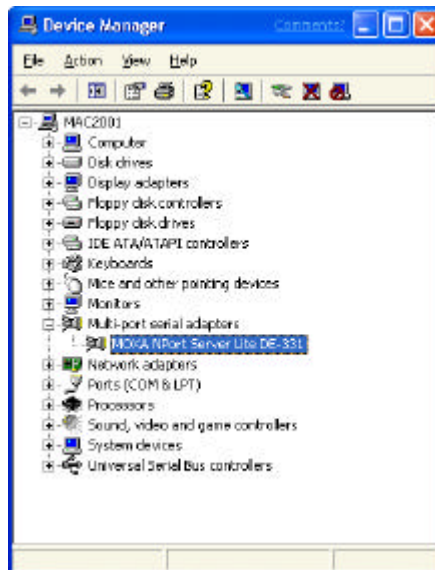 Device Manager
Comments?
File Action View Help
MAC2001
Computer
Disk drives
Display adapters
Floppy disk controllers
Floppy disk drives
IDE ATA/ATAPI controllers
Keyboards
Mice and other pointing devices
Monitors
Multi-port serial adapters
MOXA NPort Server Lite DE-331
Network adapters
Ports (COM & LPT)
Processors
Sound, video and game controllers
System devices
Universal Serial Bus controllers